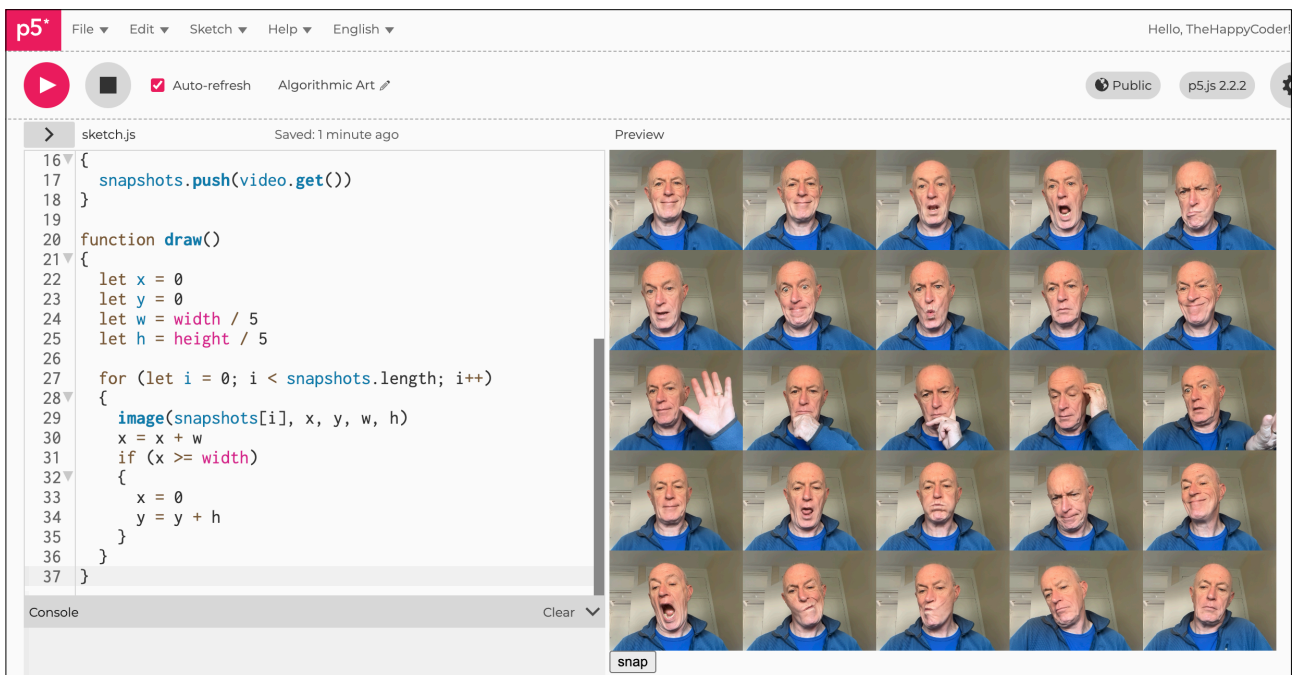 p5* File Edit Sketch Help English Hello, TheHappyCoder!
Auto-refresh Algorithmic Art Public p5.js 2.2.2
> sketch.js Saved: 1 minute ago Preview
16 {
17 snapshots.push(video.get())
18 }
19
20 function draw()
21 {
22 let x = 0
23 let y = 0
24 let w = width / 5
25 let h = height / 5
26
27 for (let i = 0; i < snapshots.length; i++)
28 {
29 image(snapshots[i], x, y, w, h)
30 x = x + w
31 if (x >= width)
32 {
33 x = 0
34 y = y + h
35 }
36 }
37 }
Console Clear
snap